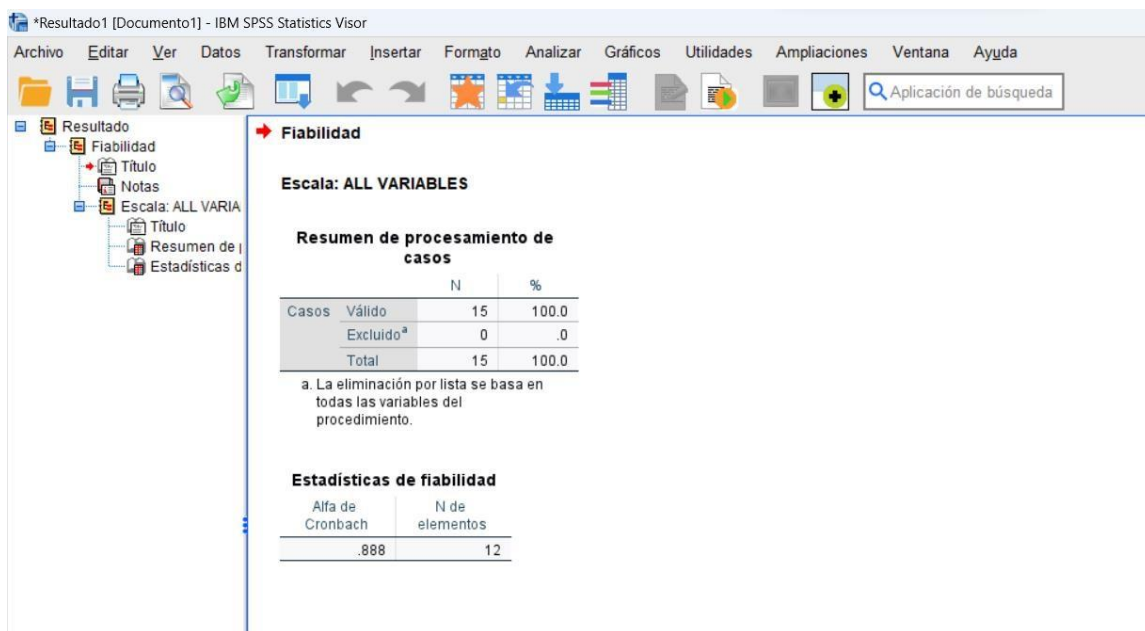 *Resultado1 [Documento1] - IBM SPSS Statistics Visor
Archivo Editar Ver Datos Transformar Insertar Formato Analizar Gráficos Utilidades Ampliaciones Ventana Ayuda
Aplicación de búsqueda
Resultado
Fiabilidad
Título
Notas
Escala: ALL VARIA
Título
Resumen de
Estadísticas d
Fiabilidad
Escala: ALL VARIABLES
Resumen de procesamiento de
casos
N %
Casos Válido 15 100.0
Excluido a 0 .0
Total 15 100.0
a. La eliminación por lista se basa en
todas las variables del
procedimiento.
Estadísticas de fiabilidad
Alfa de N de
Cronbach elementos
.888 12